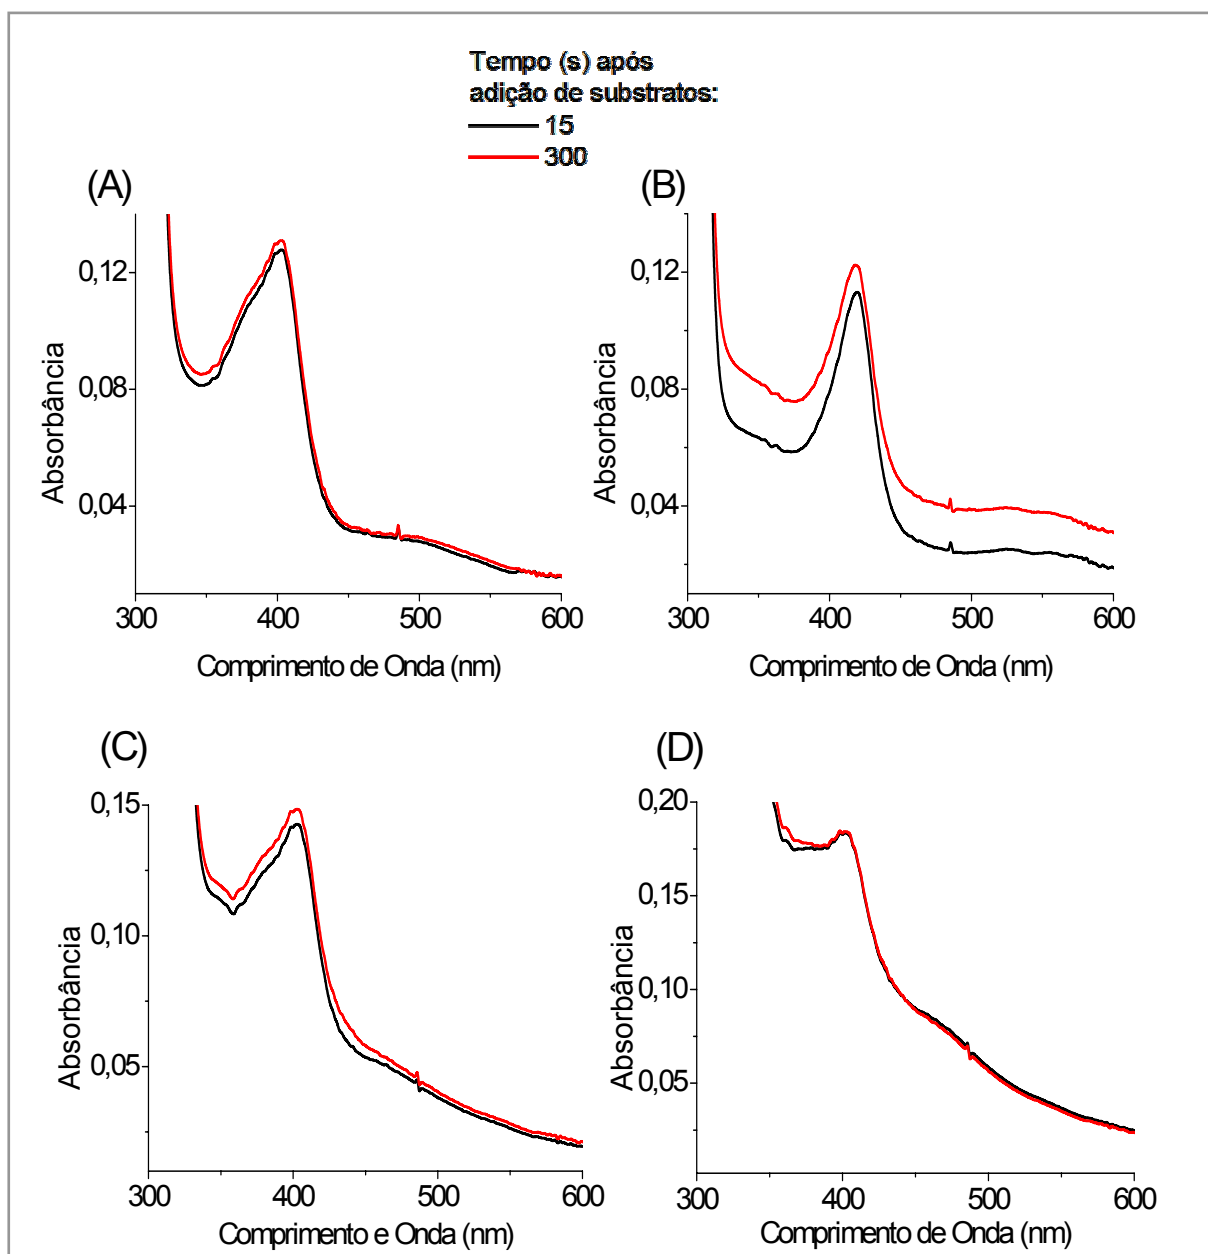 Tempo (s) após
adição de substratos:
15
300
(A)
0,12
0,08
0,04
Absorbância
300 400 500 600
Comprimento de Onda (nm)
(B)
0,12
0,08
0,04
Absorbância
300 400 500 600
Comprimento de Onda (nm)
(C)
0,15
0,10
0,05
Absorbância
300 400 500 600
Comprimento e Onda (nm)
(D)
0,20
0,15
0,10
0,05
Absorbância
300 400 500 600
Comprimento de Onda (nm)